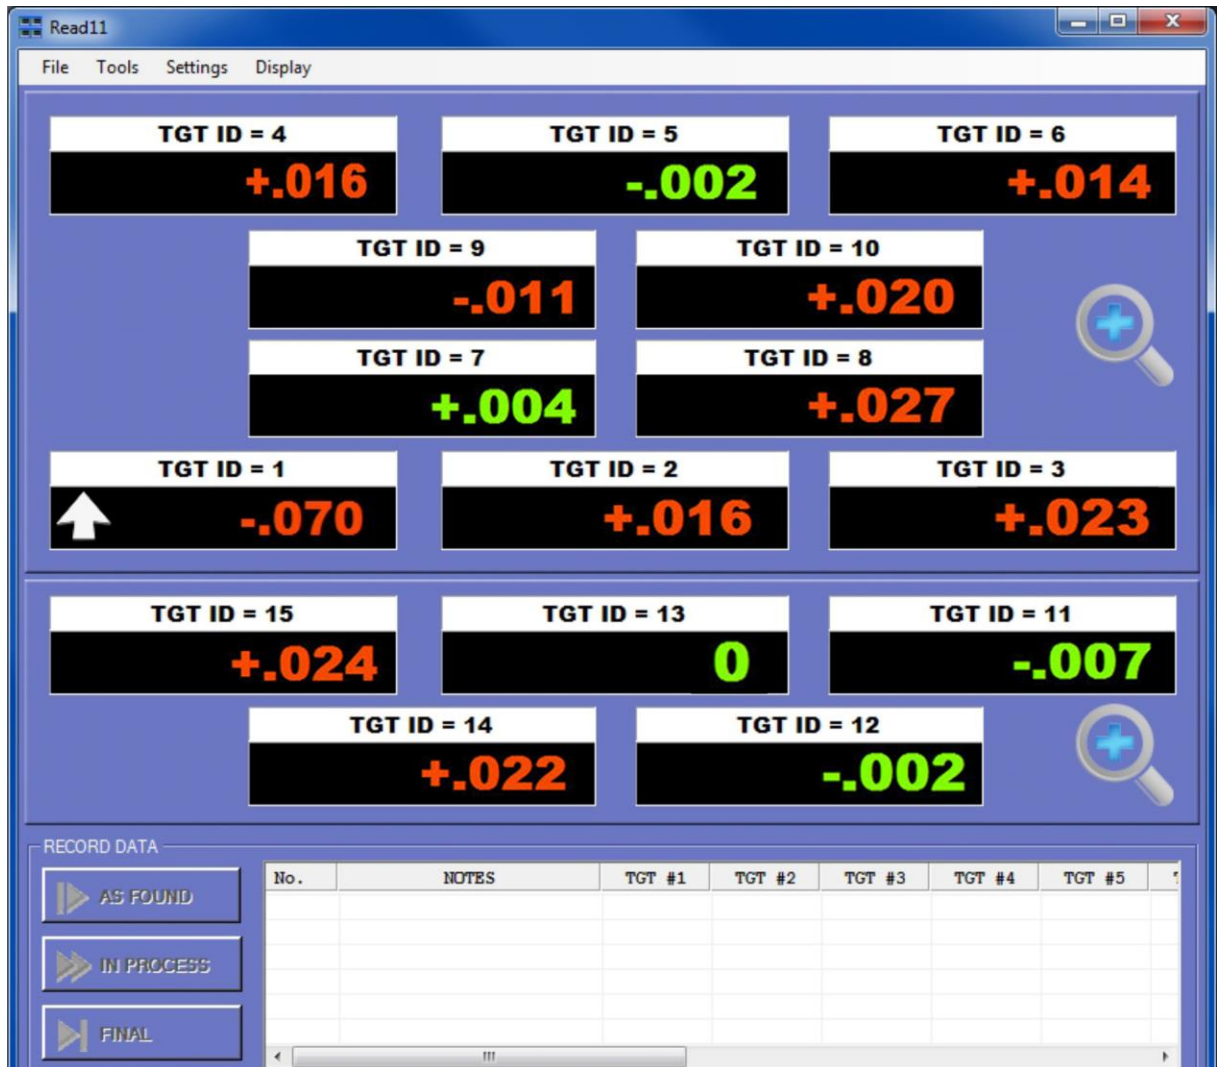 Read11
File Tools Settings Display
TGT ID = 4 TGT ID = 5 TGT ID = 6
+.016 -.002 +.014
TGT ID = 9 TGT ID = 10
-.011 +.020
TGT ID = 7 TGT ID = 8
+.004 +.027
TGT ID = 1 TGT ID = 2 TGT ID = 3
-.070 +.016 +.023
TGT ID = 15 TGT ID = 13 TGT ID = 11
+.024 0 -.007
TGT ID = 14 TGT ID = 12
+.022 -.002
RECORD DATA
No. NOTES TGT #1 TGT #2 TGT #3 TGT #4 TGT #5
AS FOUND
IN PROCESS
FINAL